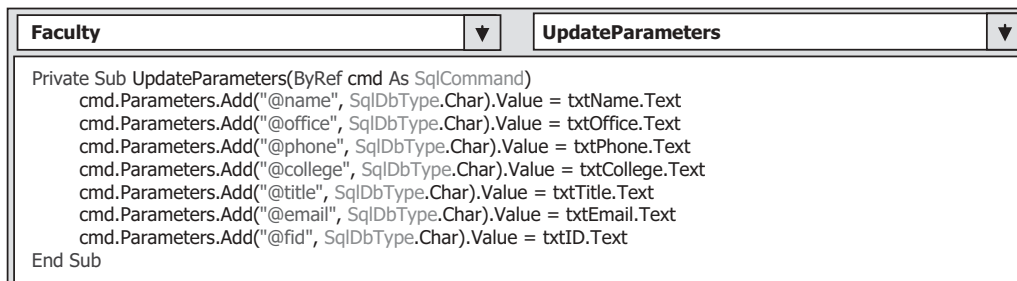 Faculty UpdateParameters
Private Sub UpdateParameters(ByRef cmd As SqlCommand)
cmd.Parameters.Add("@name", SqlDbType.Char).Value = txtName.Text
cmd.Parameters.Add("@office", SqlDbType.Char).Value = txtOffice.Text
cmd.Parameters.Add("@phone", SqlDbType.Char).Value = txtPhone.Text
cmd.Parameters.Add("@college", SqlDbType.Char).Value = txtCollege.Text
cmd.Parameters.Add("@title", SqlDbType.Char).Value = txtTitle.Text
cmd.Parameters.Add("@email", SqlDbType.Char).Value = txtEmail.Text
cmd.Parameters.Add("@fid", SqlDbType.Char).Value = txtID.Text
End Sub